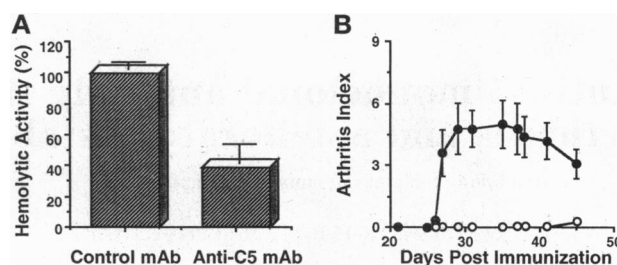 A
Hemolytic Activity (%)
120
100
80
60
40
20
0
Control mAb Anti-C5 mAb
B
Arthritis Index
9
6
3
0
20 30 40 50
Days Post Immunization